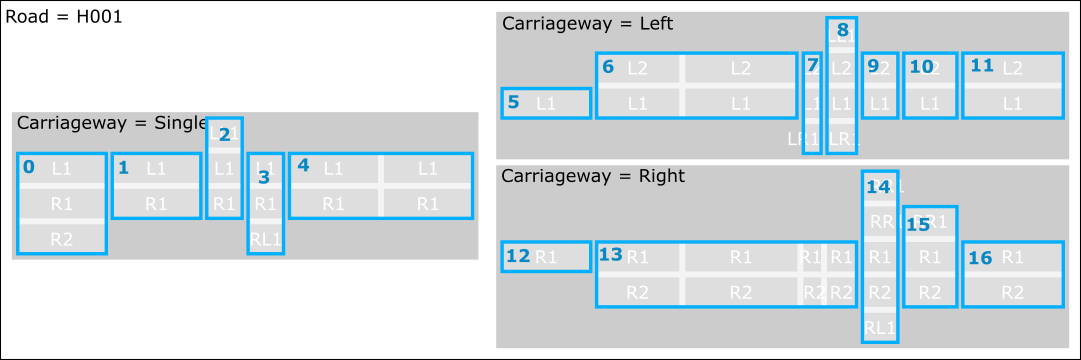 Road = H001
Carriageway = Single
0 L1 1 L1 2 L1 3 4 L1 L1
R1 R1 R1 R1 R1 R1
R2 RL1
Carriageway = Left
8
6 L2 L2 7 L2 9 L2 10 11 L2
5 L1 L1 L1 L1 L1 L1 L1 L1
LR1 LR1
Carriageway = Right
14
RR1 15 RR1
12 R1 13 R1 R1 R1 R1 R1 R1 16 R1
R2 R2 R2 R2 R2 R2 R2
RL1